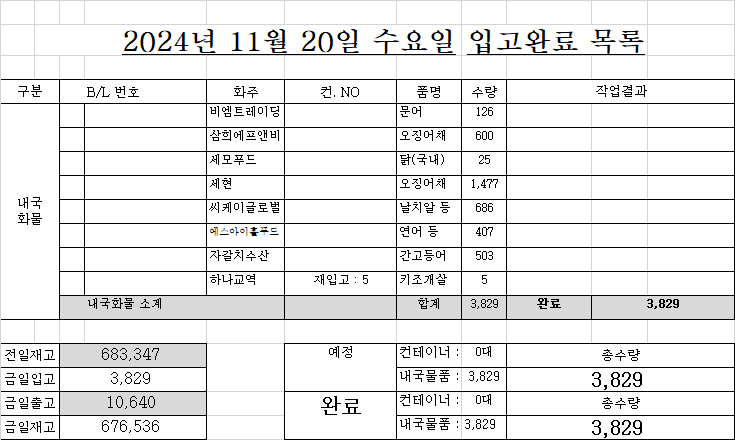 2024년 11월 20일 수요일 입고완료 목록
구분 B/L 번호 화주 컨. NO 품명 수량 작업결과
비엠트레이딩 문어 126
삼희에프앤비 오징어채 600
세모푸드 닭(국내) 25
세현 오징어채 1,477
내국
화물
씨케이글로벌 날치알 등 686
에스아이홀푸드 연어 등 407
자갈치수산 간고등어 503
하나교역 재입고 : 5 키조개살 5
내국화물 소계 합계 3,829 완료 3,829
전일재고 683,347 예정 컨테이너 : 0대 총수량
금일입고 3,829 내국물품 : 3,829 3,829
금일출고 10,640 완료 컨테이너 : 0대 총수량
금일재고 676,536 내국물품 : 3,829 3,829